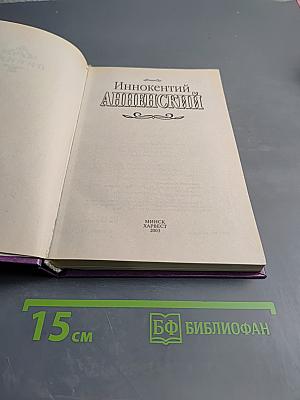 Иннокентий
АННЕНСКИЙ
МИНСК
ХАРВЕСТ
2003
15 см
БФ БИБЛИОФАН